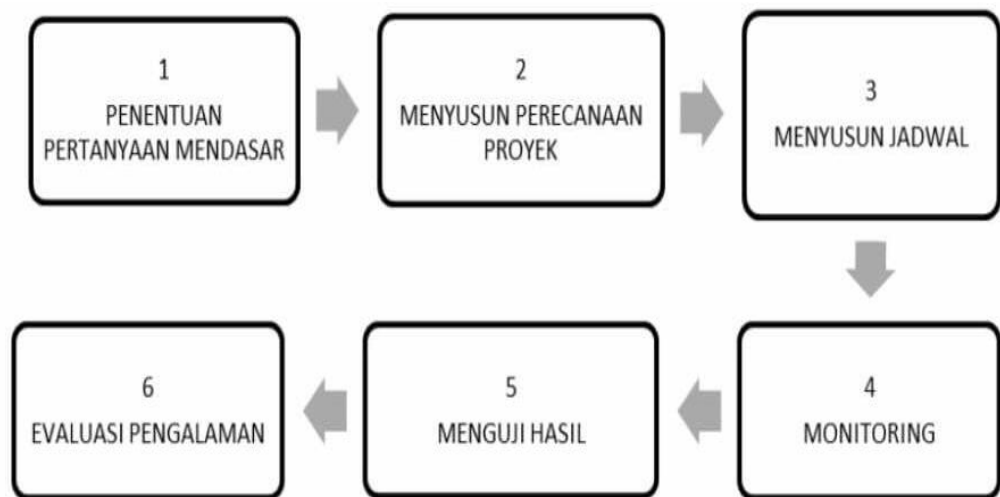 1
PENENTUAN
PERTANYAAN MENDASAR
2
MENYUSUN PERECANAAN
PROYEK
3
MENYUSUN JADWAL
4
MONITORING
5
MENGUJI HASIL
6
EVALUASI PENGALAMAN